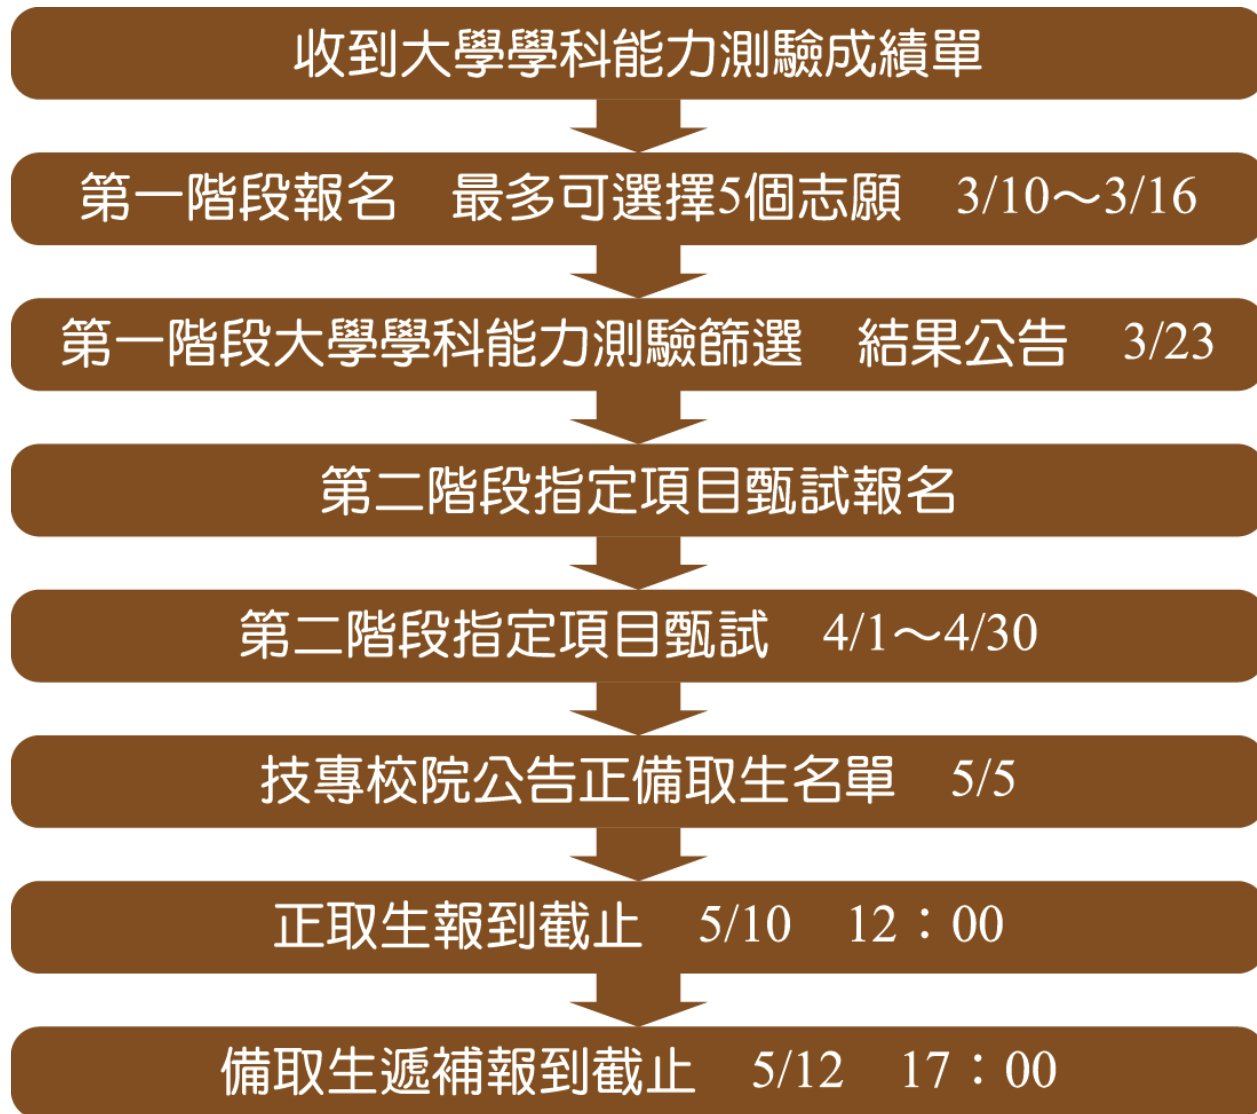 收到大學學科能力測驗成績單
第一階段報名　最多可選擇5個志願　3/10～3/16
第一階段大學學科能力測驗篩選　結果公告　3/23
第二階段指定項目甄試報名
第二階段指定項目甄試　4/1～4/30
技專校院公告正備取生名單　5/5
正取生報到截止　5/10　12：00
備取生遞補報到截止　5/12　17：00